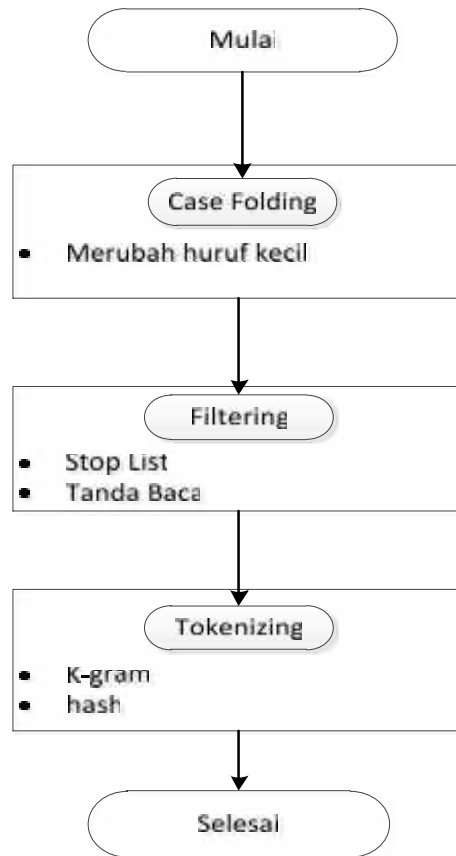 Mulai
Case Folding
• Merubah huruf kecil
Filtering
• Stop List
• Tanda Baca
Tokenizing
• K-gram
• hash
Selesai